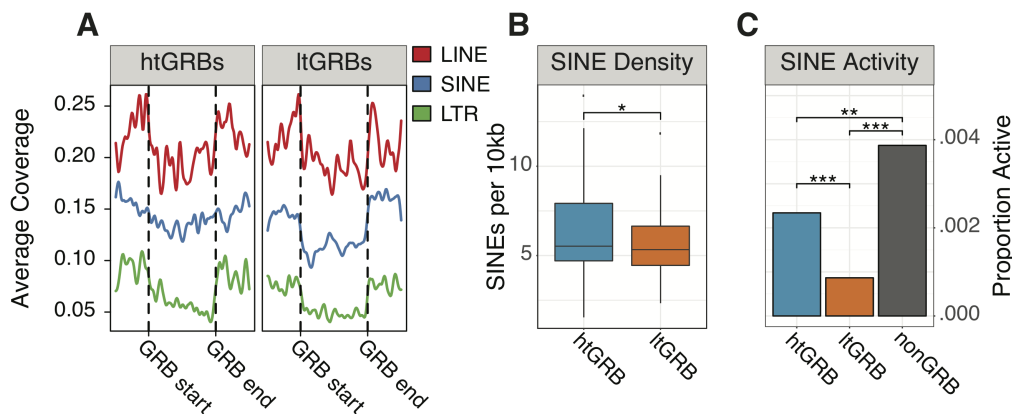 A
htGRBs
ltGRBs
LINE
SINE
LTR
Average Coverage
0.25
0.20
0.15
0.10
0.05
GRB start
GRB end
GRB start
GRB end
B
SINE Density
*
SINEs per 10kb
10
5
htGRB
ltGRB
C
SINE Activity
**
***
***
.004
.002
.000
Proportion Active
htGRB
ltGRB
nonGRB